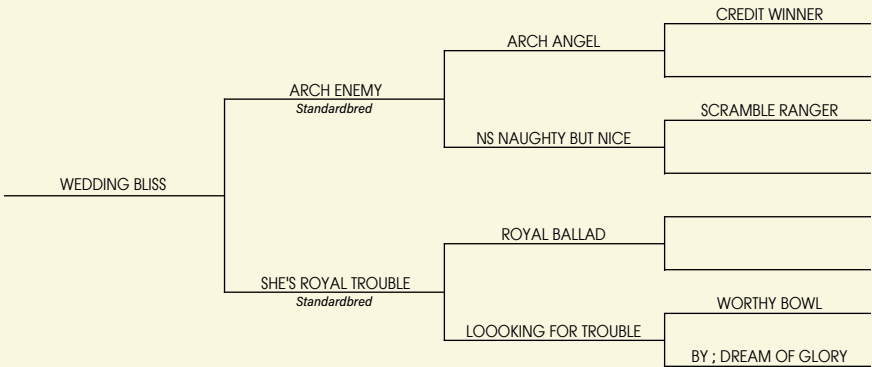 CREDIT WINNER
ARCH ANGEL
ARCH ENEMY
Standardbred
SCRAMBLE RANGER
NS NAUGHTY BUT NICE
WEDDING BLISS
ROYAL BALLAD
SHE'S ROYAL TROUBLE
Standardbred
WORTHY BOWL
LOOOKING FOR TROUBLE
BY ; DREAM OF GLORY